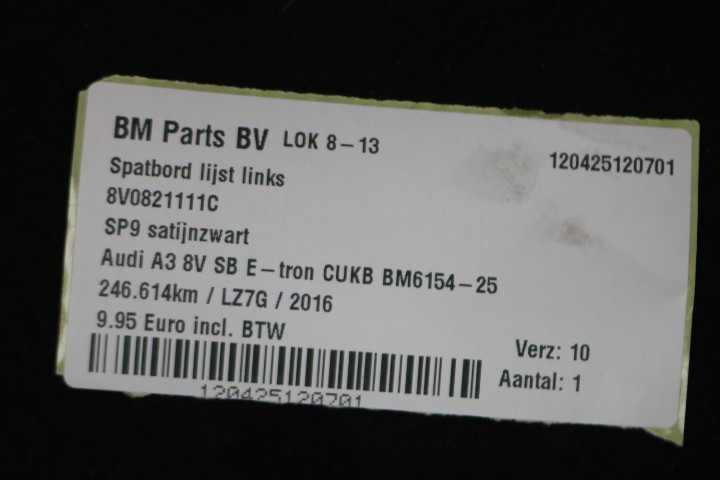 BM Parts BV LOK 8-13
120425120701
Spatbord lijst links
8V0821111C
SP9 satijnzwart
Audi A3 8V SB E-tron CUKB BM6154-25
246.614km / LZ7G / 2016
9.95 Euro incl. BTW
Verz: 10
Aantal: 1
120425120701